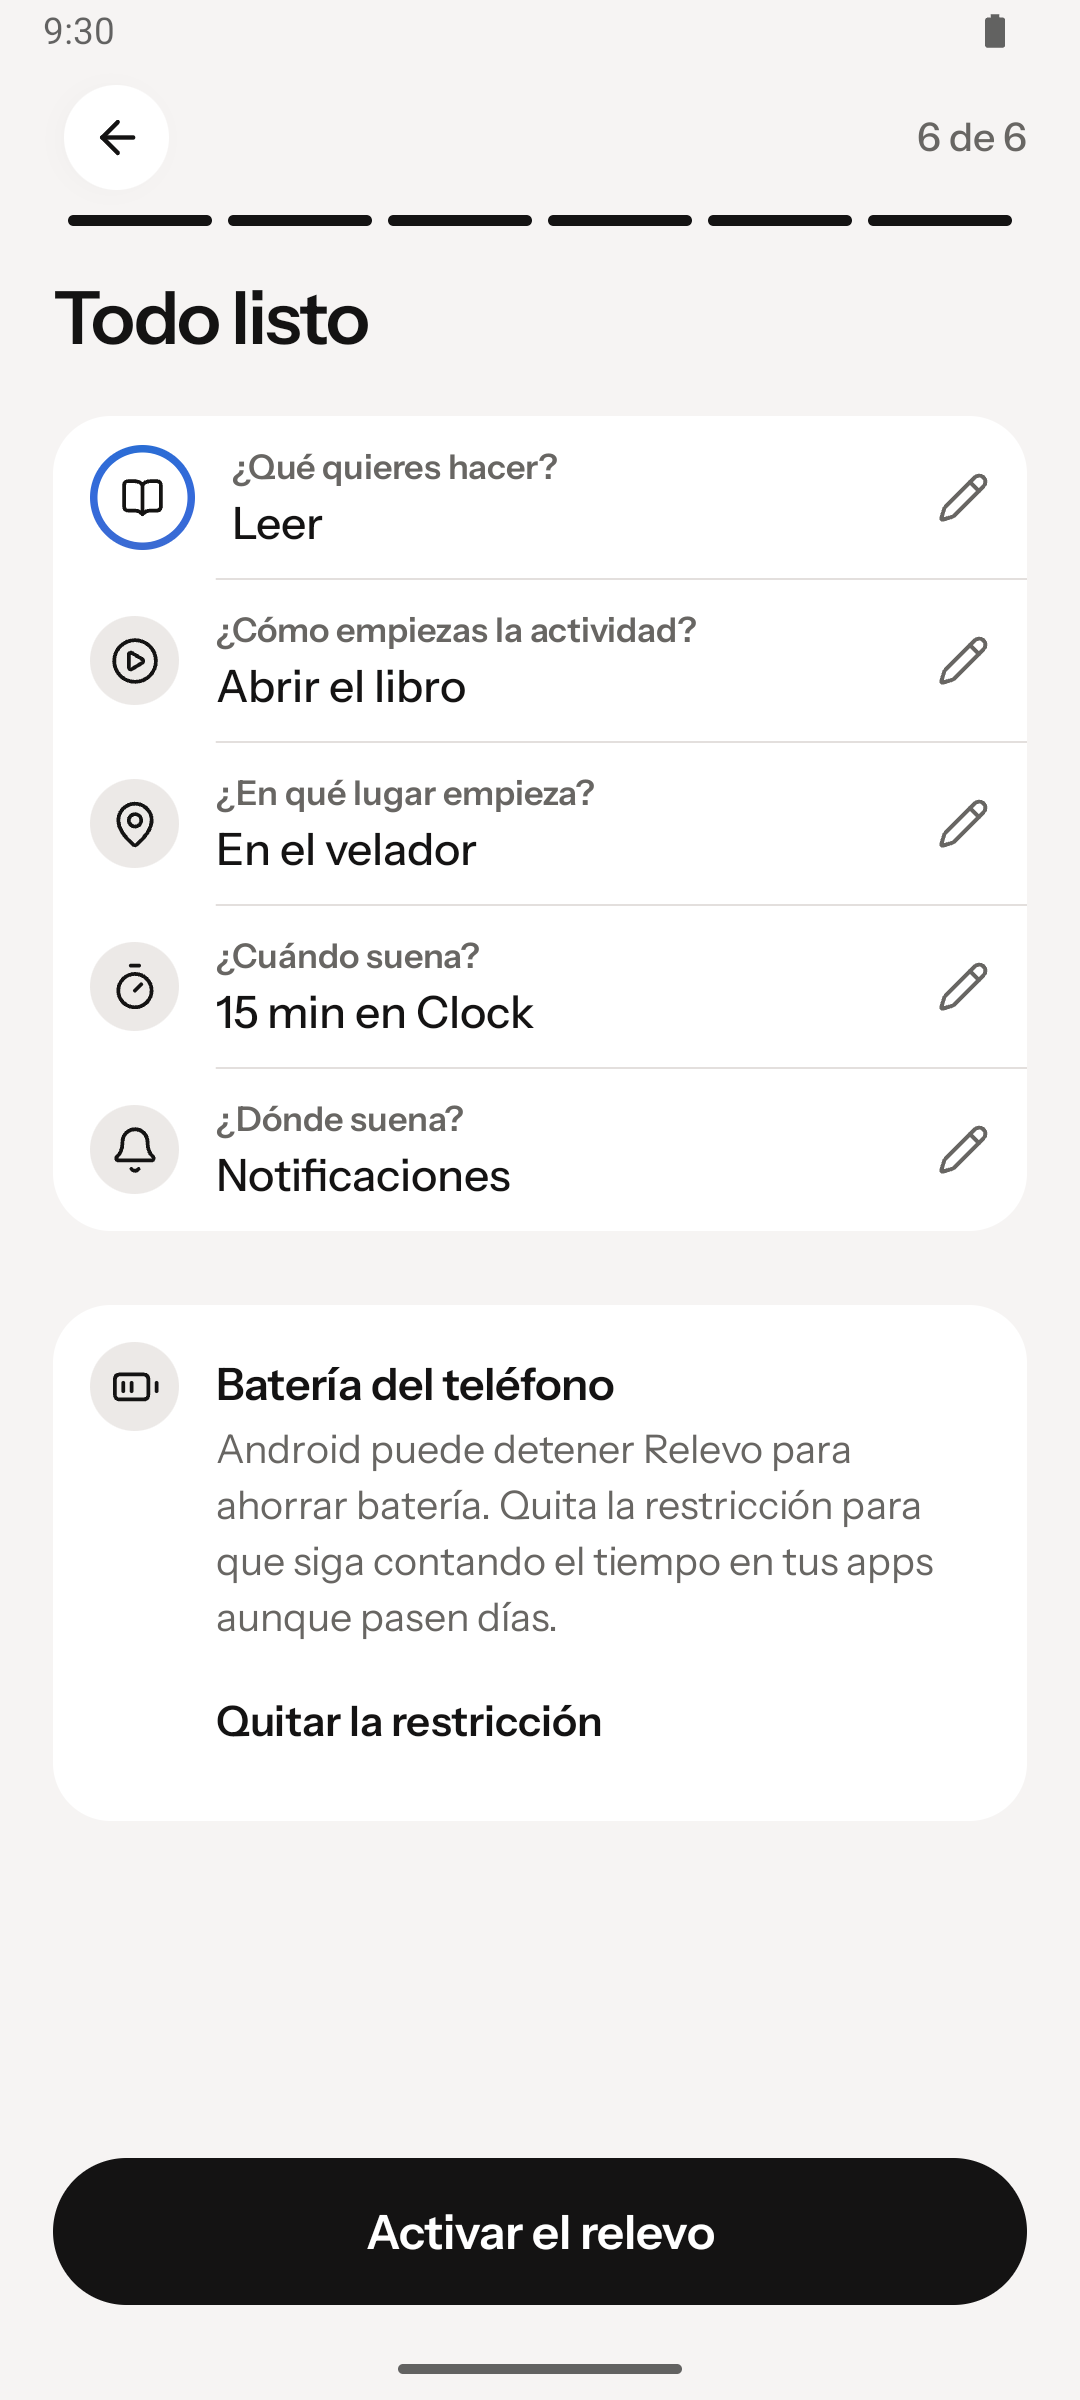 9:30
6 de 6
Todo listo
¿Qué quieres hacer?
Leer
¿Cómo empiezas la actividad?
Abrir el libro
¿En qué lugar empieza?
En el velador
¿Cuándo suena?
15 min en Clock
¿Dónde suena?
Notificaciones
Batería del teléfono
Android puede detener Relevo para
ahorrar batería. Quita la restricción para
que siga contando el tiempo en tus apps
aunque pasen días.
Quitar la restricción
Activar el relevo